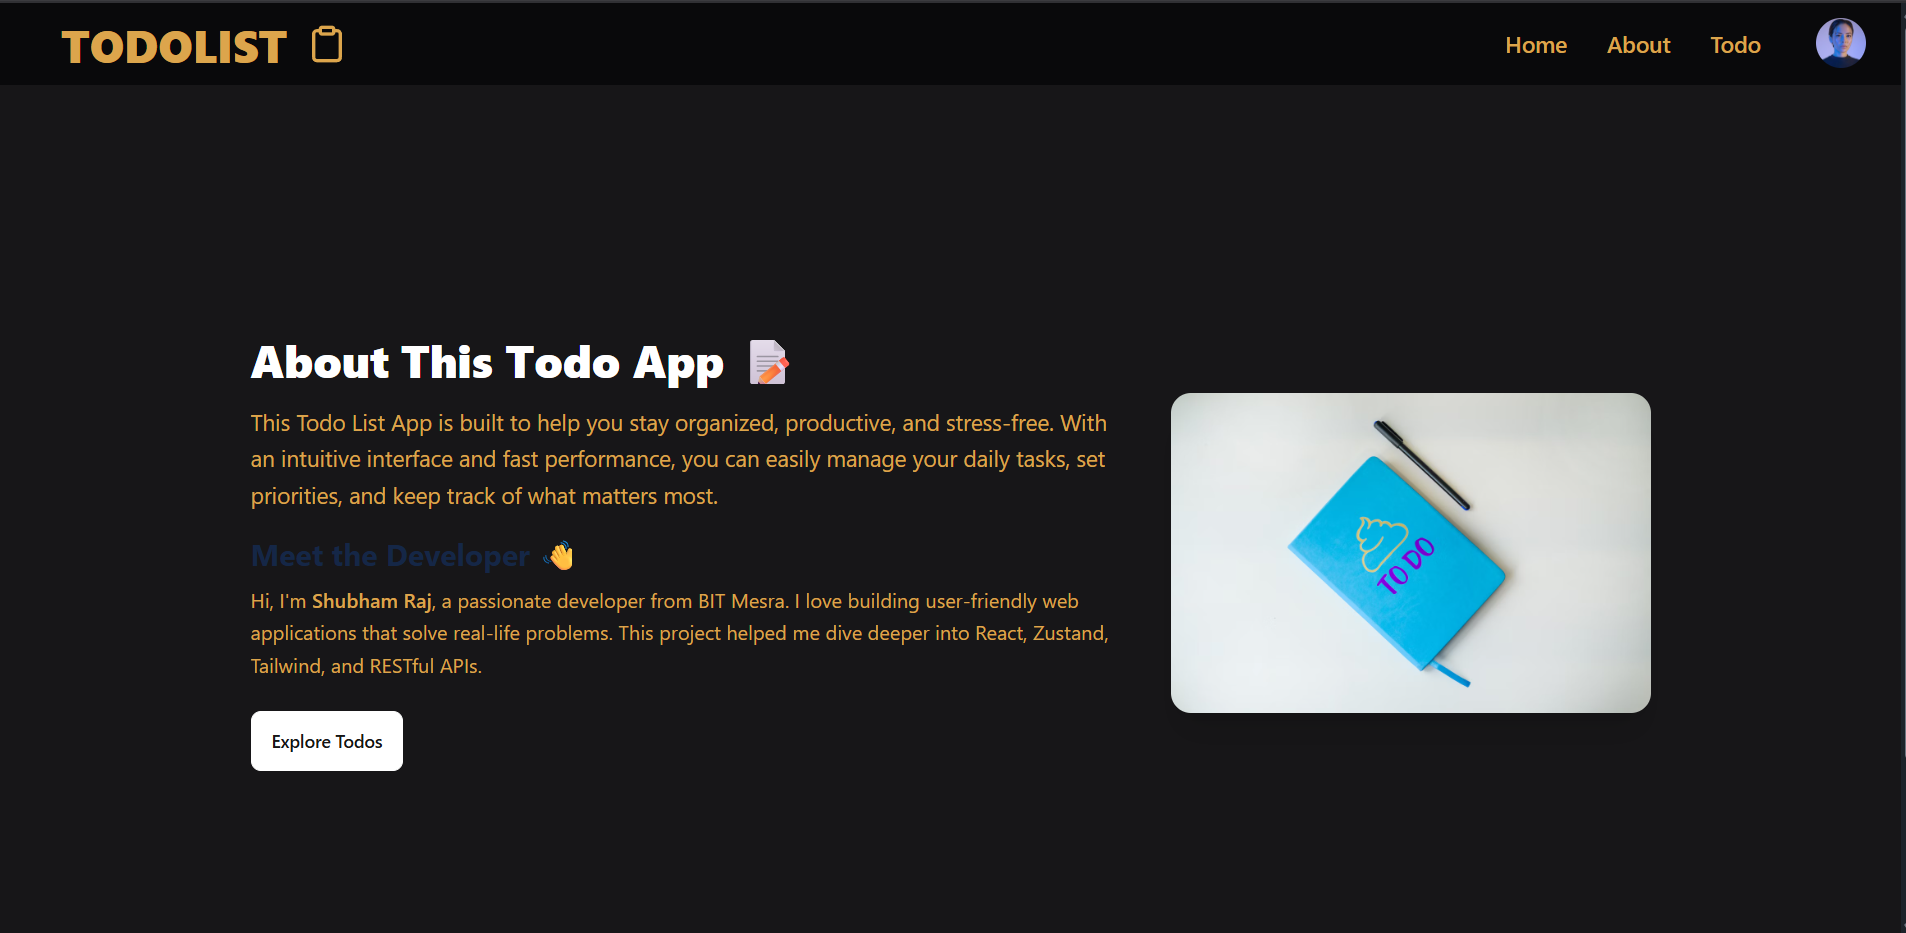 TODOLIST
Home About Todo
About This Todo App
This Todo List App is built to help you stay organized, productive, and stress-free. With
an intuitive interface and fast performance, you can easily manage your daily tasks, set
priorities, and keep track of what matters most.
Meet the Developer
Hi, I'm Shubham Raj, a passionate developer from BIT Mesra. I love building user-friendly web
applications that solve real-life problems. This project helped me dive deeper into React, Zustand,
Tailwind, and RESTful APIs.
Explore Todos
TO DO